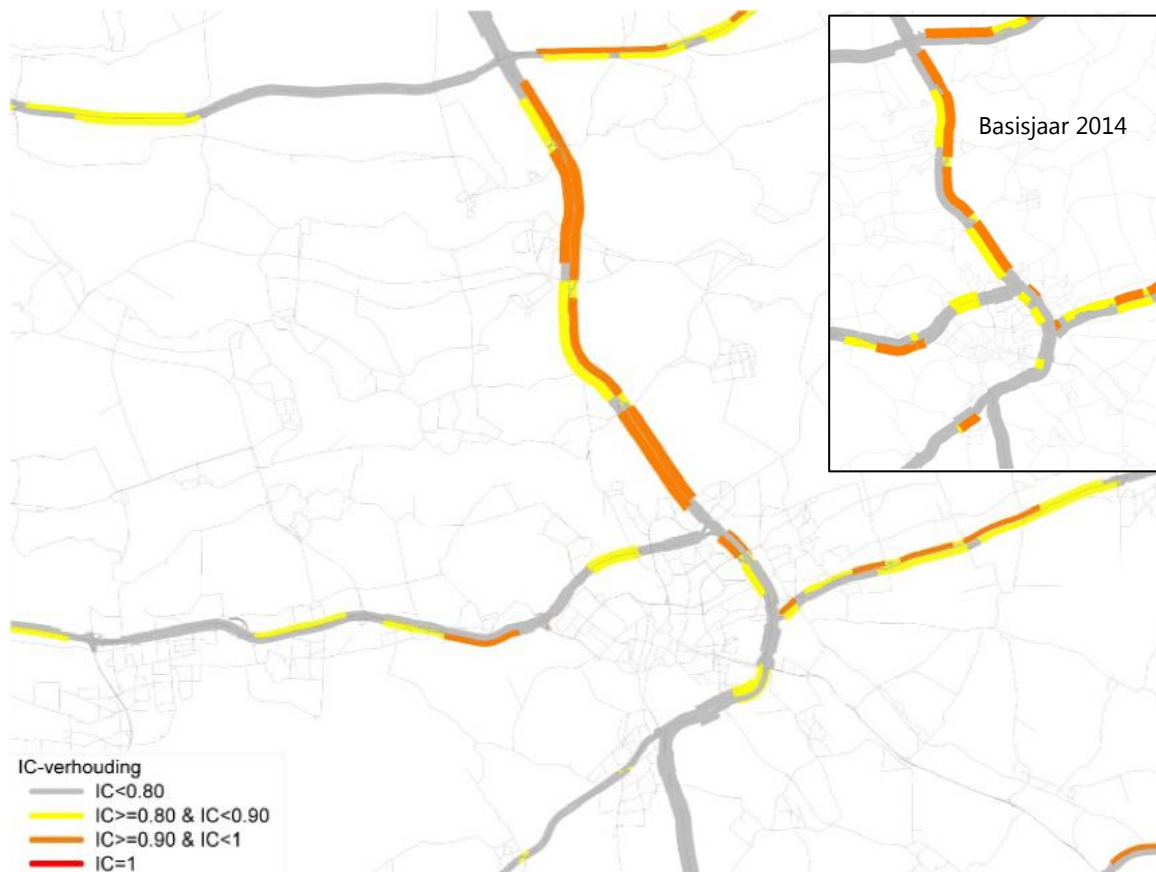 Basisjaar 2014
IC-verhouding
IC<0.80
IC>=0.80 & IC<0.90
IC>=0.90 & IC<1
IC=1